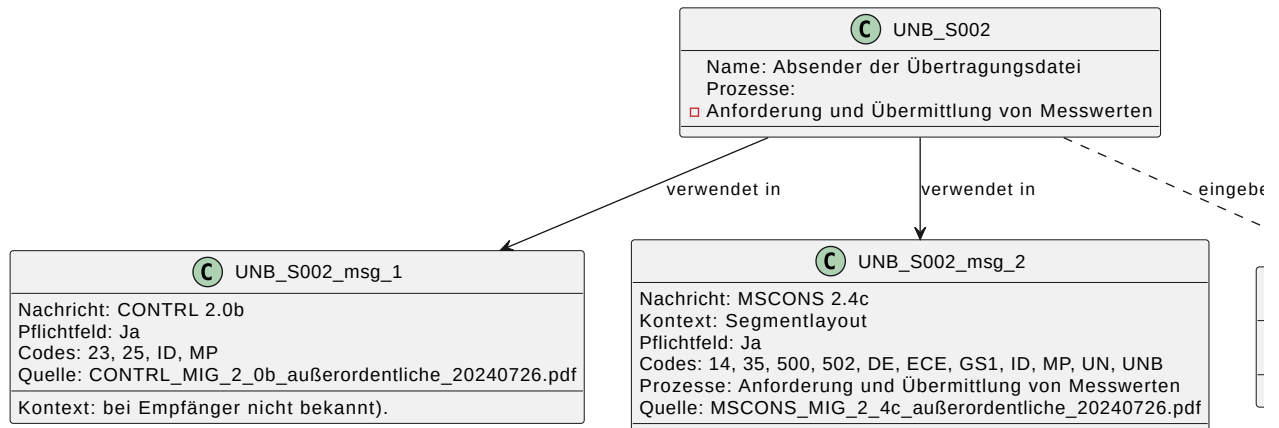 C UNB_S002
Name: Absender der Übertragungsdatei
Prozesse:
Anforderung und Übermittlung von Messwerten
verwendet in
verwendet in
C UNB_S002_msg_1
Nachricht: CONTRL 2.0b
Pflichtfeld: Ja
Codes: 23, 25, ID, MP
Quelle: CONTRL_MIG_2_0b_außerordentliche_20240726.pdf
Kontext: bei Empfänger nicht bekannt).
C UNB_S002_msg_2
Nachricht: MSCONS 2.4c
Kontext: Segmentlayout
Pflichtfeld: Ja
Codes: 14, 35, 500, 502, DE, ECE, GS1, ID, MP, UN, UNB
Prozesse: Anforderung und Übermittlung von Messwerten
Quelle: MSCONS_MIG_2_4c_außerordentliche_20240726.pdf